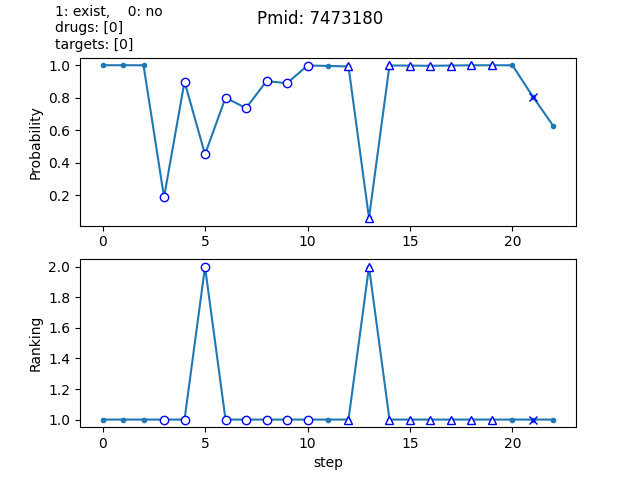 1: exist,    0: no
drugs: [0]
targets: [0]
Pmid: 7473180
1.0
0.8
0.6
0.4
0.2
Probability
0 5 10 15 20
2.0
1.8
1.6
1.4
1.2
1.0
Ranking
0 5 10 15 20
step